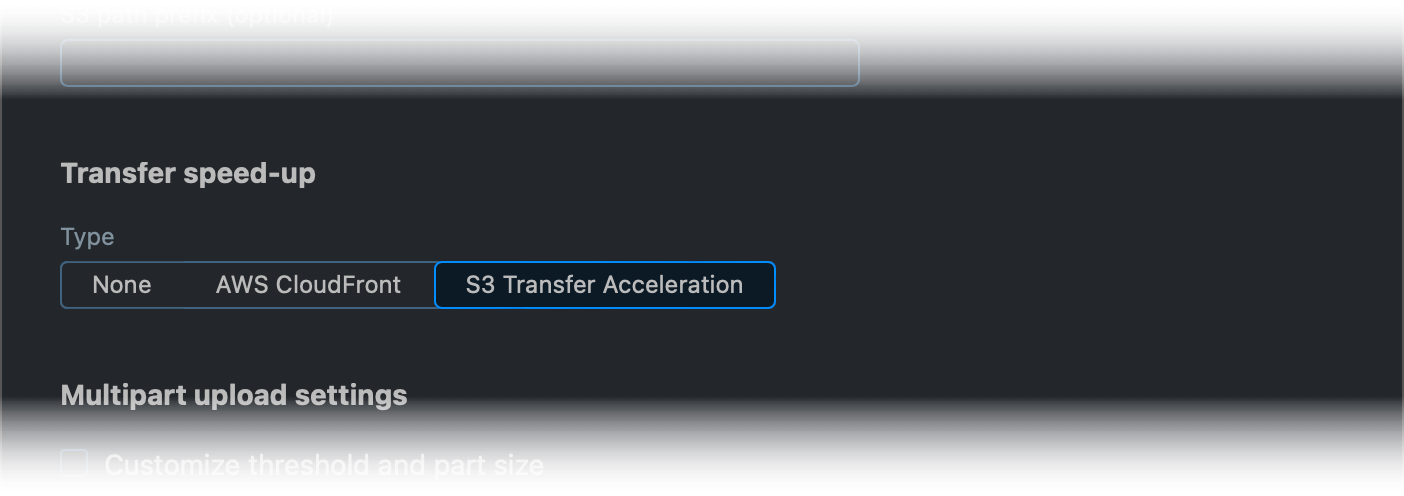 S3 path prefix (optional)
Transfer speed-up
Type
None AWS CloudFront S3 Transfer Acceleration
Multipart upload settings
Customize threshold and part size